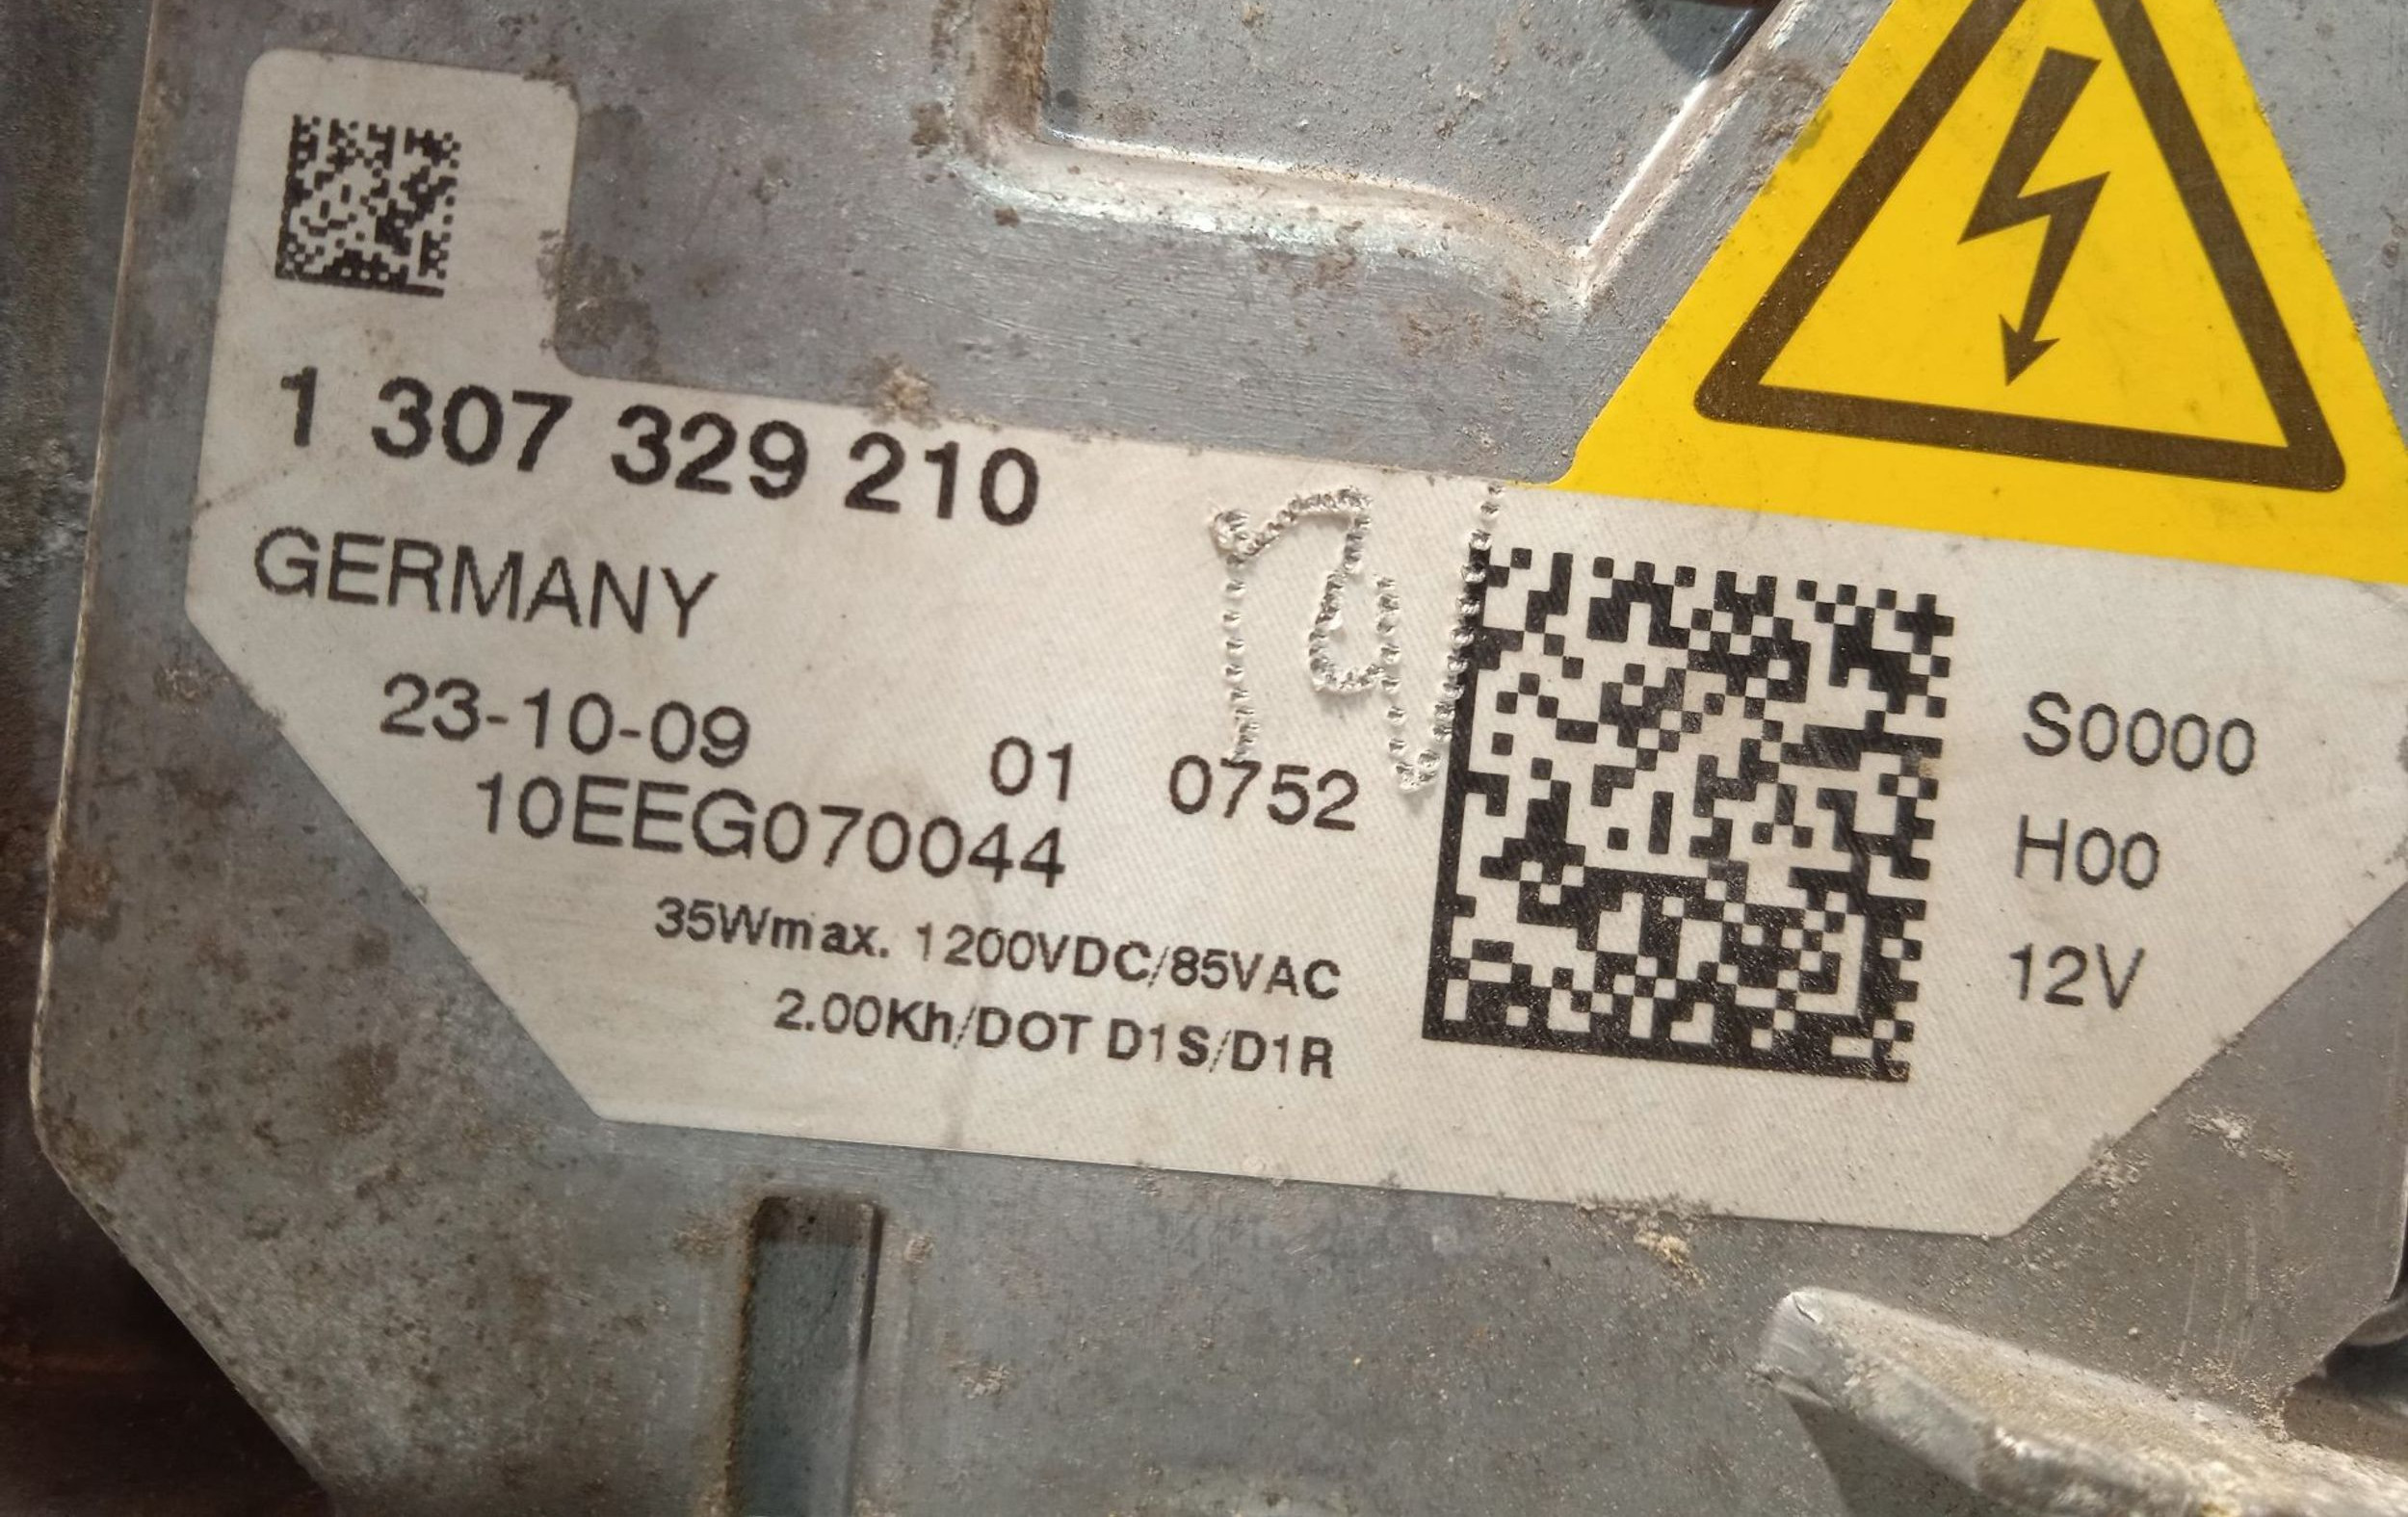 1 307 329 210
GERMANY
23-10-09 01 0752
10EEG070044
35Wmax. 1200VDC/85VAC
2.00Kh/DOT D1S/D1R
S0000
H00
12V